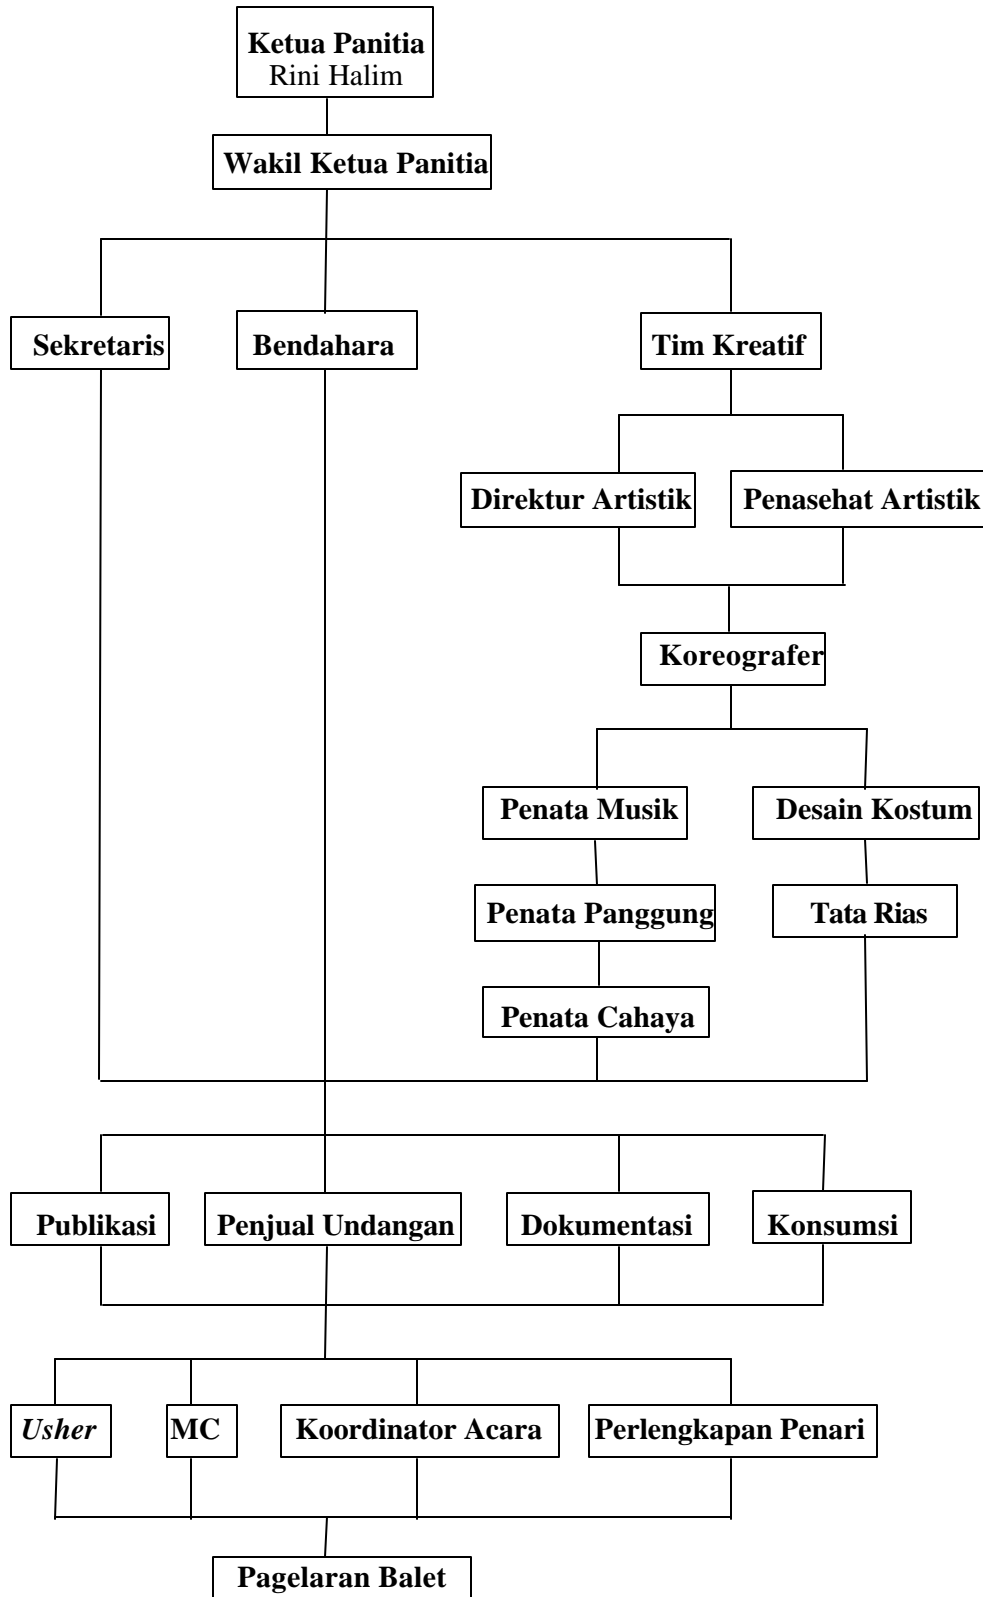 Ketua Panitia
Rini Halim
Wakil Ketua Panitia
Sekretaris
Bendahara
Tim Kreatif
Direktur Artistik
Penasehat Artistik
Koreografer
Penata Musik
Desain Kostum
Penata Panggung
Tata Rias
Penata Cahaya
Publikasi
Penjual Undangan
Dokumentasi
Konsumsi
Usher
MC
Koordinator Acara
Perlengkapan Penari
Pagelaran Balet